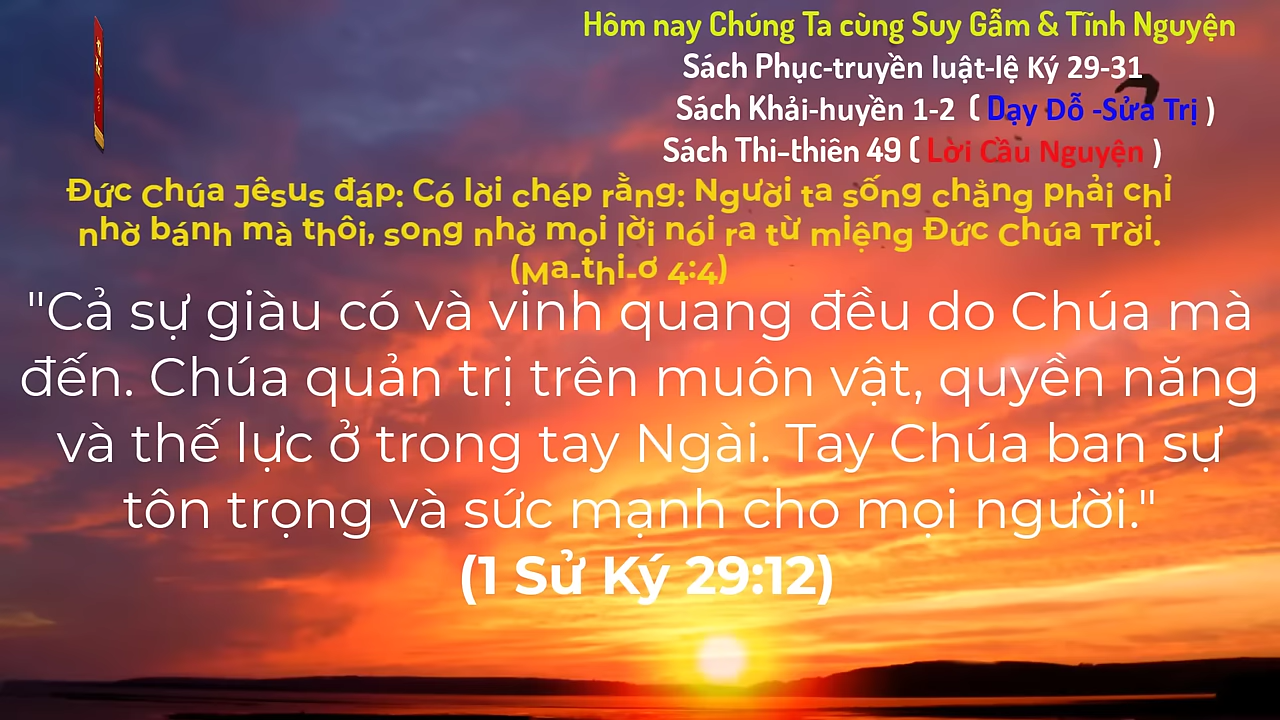 Hôm nay Chúng Ta cùng Suy Gẫm & Tĩnh Nguyện
Sách Phục-truyền luật-lệ Ký 29-31
Sách Khải-huyền 1-2 ( Dạy Đỗ -Sửa Trị )
Sách Thi-thiên 49 ( Lời Cầu Nguyện )
Đức Chúa Jêsus đáp: Có lời chép rằng: Người ta sống chẳng phải chỉ
nhờ bánh mà thôi, song nhờ mọi lời nói ra từ miệng Đức Chúa Trời.
(Ma-thi-ơ 4:4)
"Cả sự giàu có và vinh quang đều do Chúa mà
đến. Chúa quản trị trên muôn vật, quyền năng
và thế lực ở trong tay Ngài. Tay Chúa ban sự
tôn trọng và sức mạnh cho mọi người."
(1 Sử Ký 29:12)